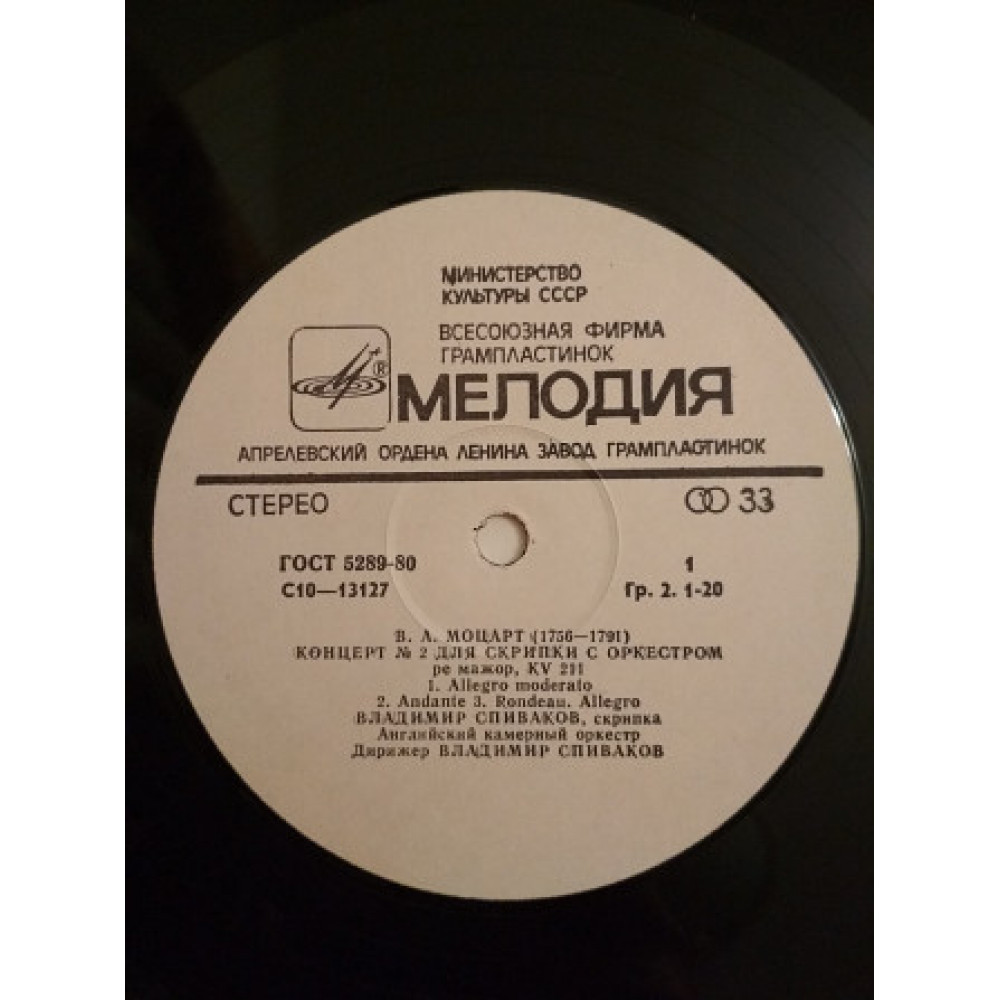 МИНИСТЕРСТВО
КУЛЬТУРЫ СССР
ВСЕСОЮЗНАЯ ФИРМА
ГРАМПЛАСТИНОК
®
МЕЛОДИЯ
АПРЕЛЕВСКИЙ ОРДЕНА ЛЕНИНА ЗАВОД ГРАМПЛАСТИНОК
СТЕРЕО 33
ГОСТ 5289-80 1
С10—13127 Гр. 2. 1-20
В. А. МОЦАРТ (1756—1791)
КОНЦЕРТ № 2 ДЛЯ СКРИПКИ С ОРКЕСТРОМ
ре мажор, KV 211
1. Allegro moderato
2. Andante 3. Rondeau. Allegro
ВЛАДИМИР СПИВАКОВ, скрипка
Английский камерный оркестр
Дирижер ВЛАДИМИР СПИВАКОВ